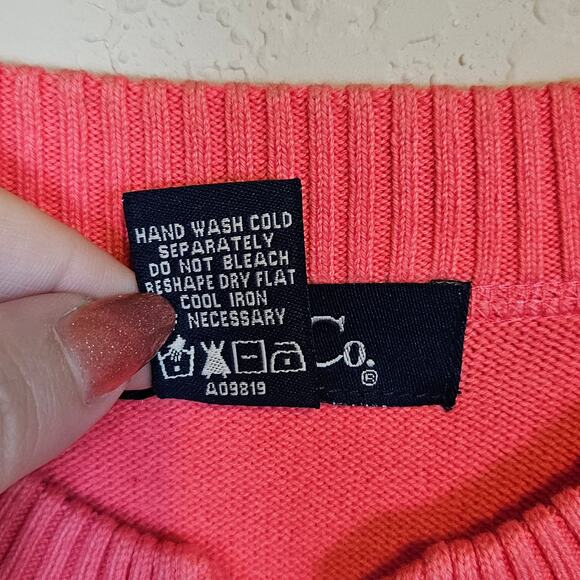 HAND WASH COLD
SEPARATELY
DO NOT BLEACH
RESHAPE DRY FLAT
COOL IRON
NECESSARY
A09819
Co.®